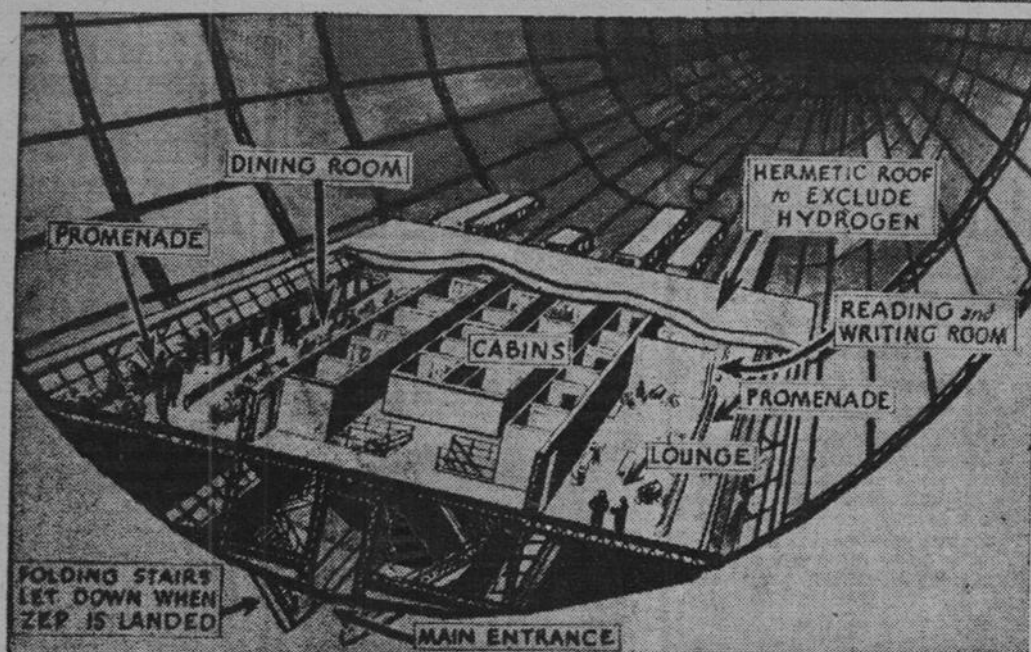 DINING ROOM
PROMENADE
HERMETIC ROOF
to EXCLUDE
HYDROGEN
READING and
WRITING ROOM
CABINS
PROMENADE
LOUNGE
FOLDING STAIRS
LET DOWN WHEN
ZEP IS LANDED
MAIN ENTRANCE